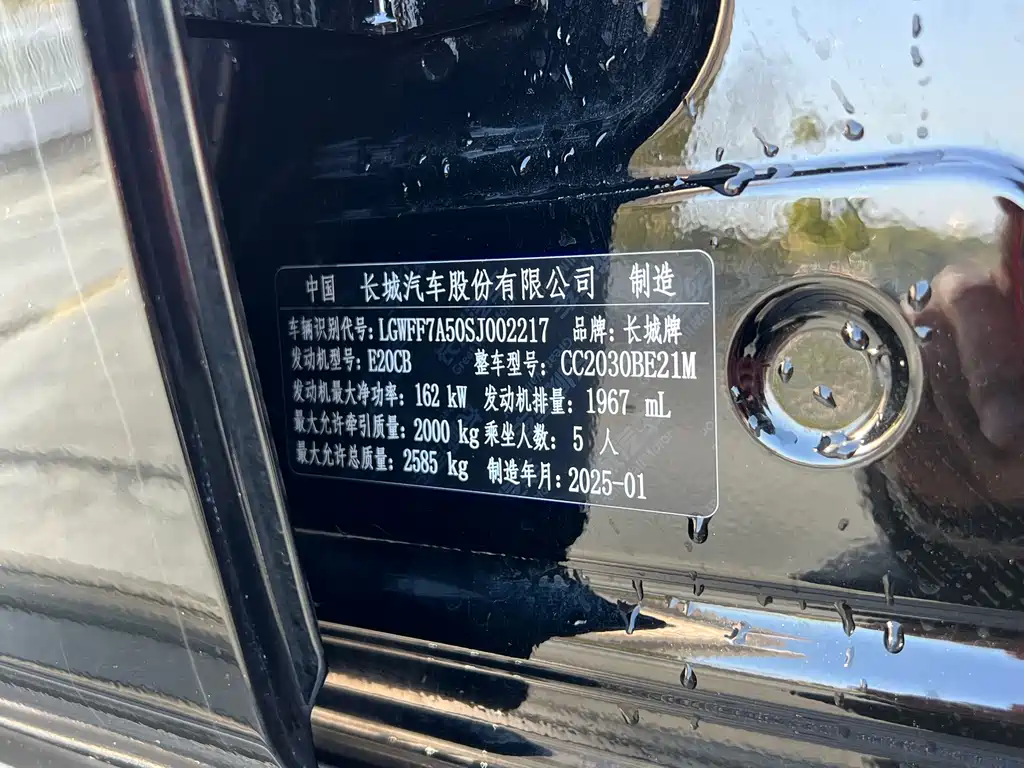 中国 长城汽车股份有限公司 制造
车辆识别代号:LGWFF7A50SJ002217 品牌:长城牌
发动机型号:E20CB 整车型号:CC2030BE21M
发动机最大净功率:162 kW 发动机排量:1967 mL
最大允许牵引质量:2000 kg 乘坐人数:5 人
最大允许总质量:2585 kg 制造年月:2025-01